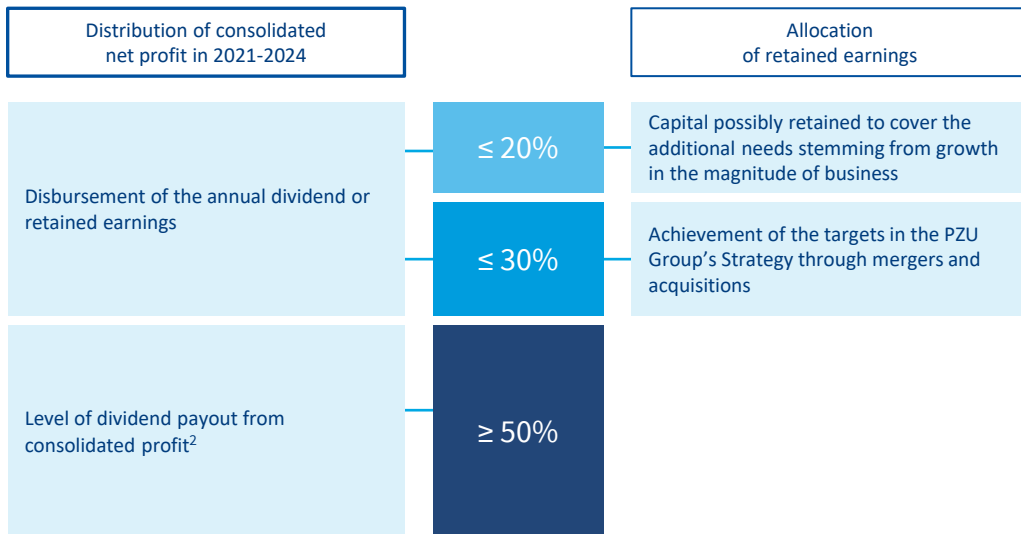 Distribution of consolidated
net profit in 2021-2024
Allocation
of retained earnings
Disbursement of the annual dividend or
retained earnings
≤ 20%
Capital possibly retained to cover the
additional needs stemming from growth
in the magnitude of business
≤ 30%
Achievement of the targets in the PZU
Group’s Strategy through mergers and
acquisitions
Level of dividend payout from
consolidated profit²
≥ 50%